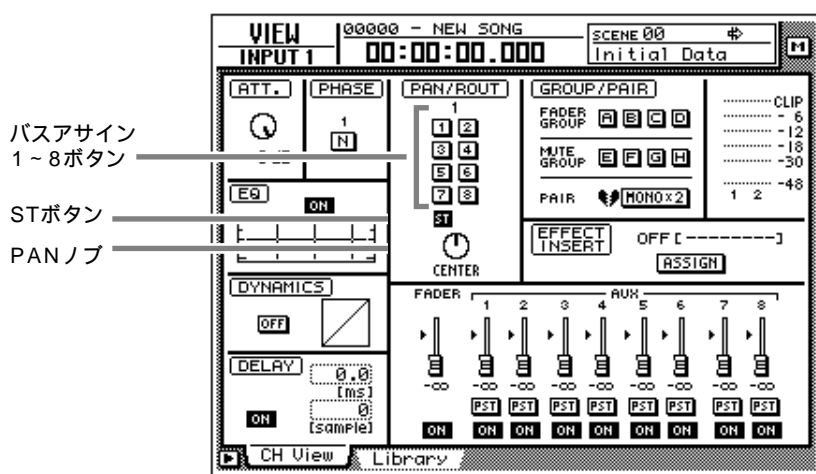 VIEW
INPUT 1
00000 - NEW SONG
00:00:00.000
SCENE 00
Initial Data
M
ATT.
PHASE
1
N
PAN/ROUT
1
1 2
3 4
5 6
7 8
ST
CENTER
GROUP/PAIR
FADER GROUP A B C D
MUTE GROUP E F G H
PAIR MONO×2
CLIP
- 6
-12
-18
-30
-48
1 2
バスアサイン
1~8ボタン
STボタン
PANノブ
EQ
ON
EFFECT INSERT
OFF [---------]
ASSIGN
DYNAMICS
OFF
DELAY
0.0
[ms]
0
[sample]
ON
FADER
AUX
1 2 3 4 5 6 7 8
-∞ -∞ -∞ -∞ -∞ -∞ -∞ -∞ -∞
PST PST PST PST PST PST PST PST
ON ON ON ON ON ON ON ON ON
CH View
Library